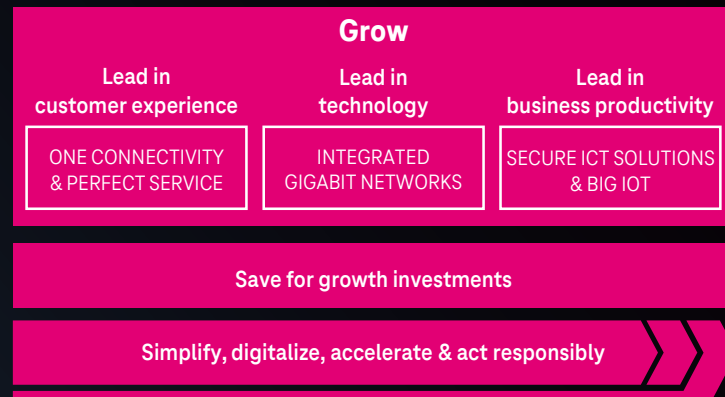 Grow
Lead in
customer experience
ONE CONNECTIVITY
& PERFECT SERVICE
Lead in
technology
INTEGRATED
GIGABIT NETWORKS
Lead in
business productivity
SECURE ICT SOLUTIONS
& BIG IOT
Save for growth investments
Simplify, digitalize, accelerate & act responsibly